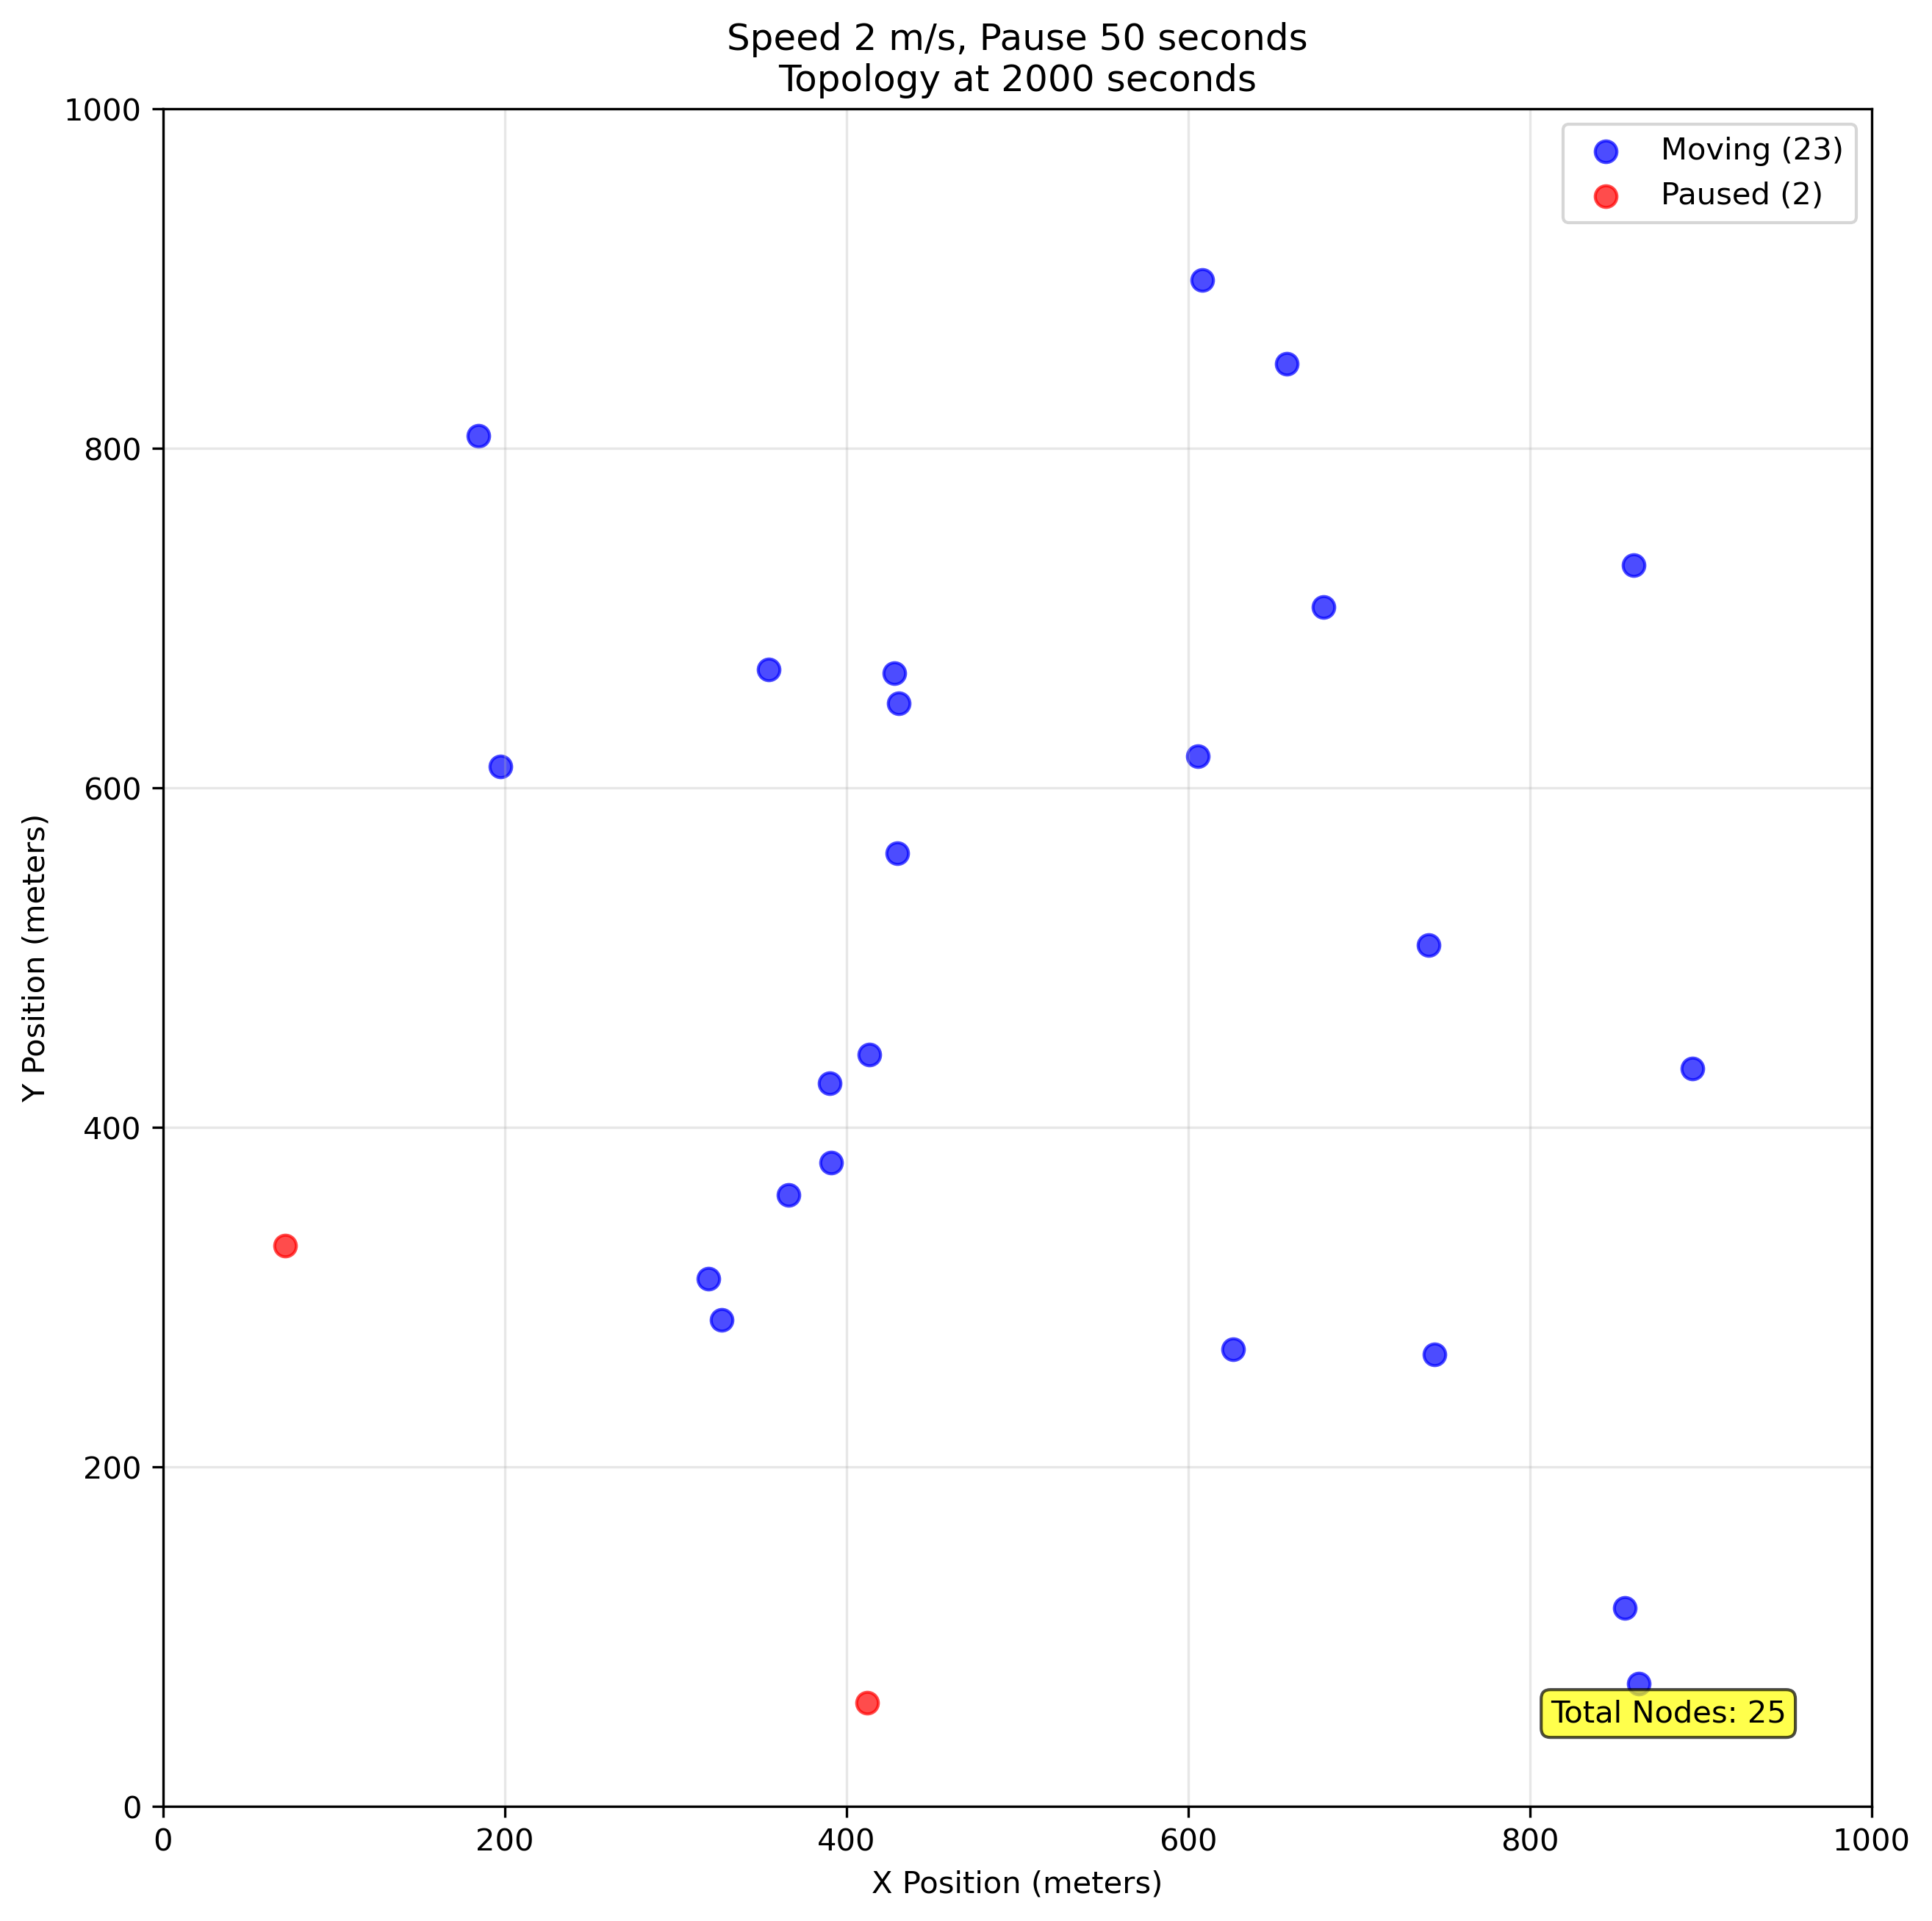 Speed 2 m/s, Pause 50 seconds
Topology at 2000 seconds
Moving (23)
Paused (2)
1000
800
600
400
200
0
Y Position (meters)
Total Nodes: 25
0
200
400
600
800
1000
X Position (meters)